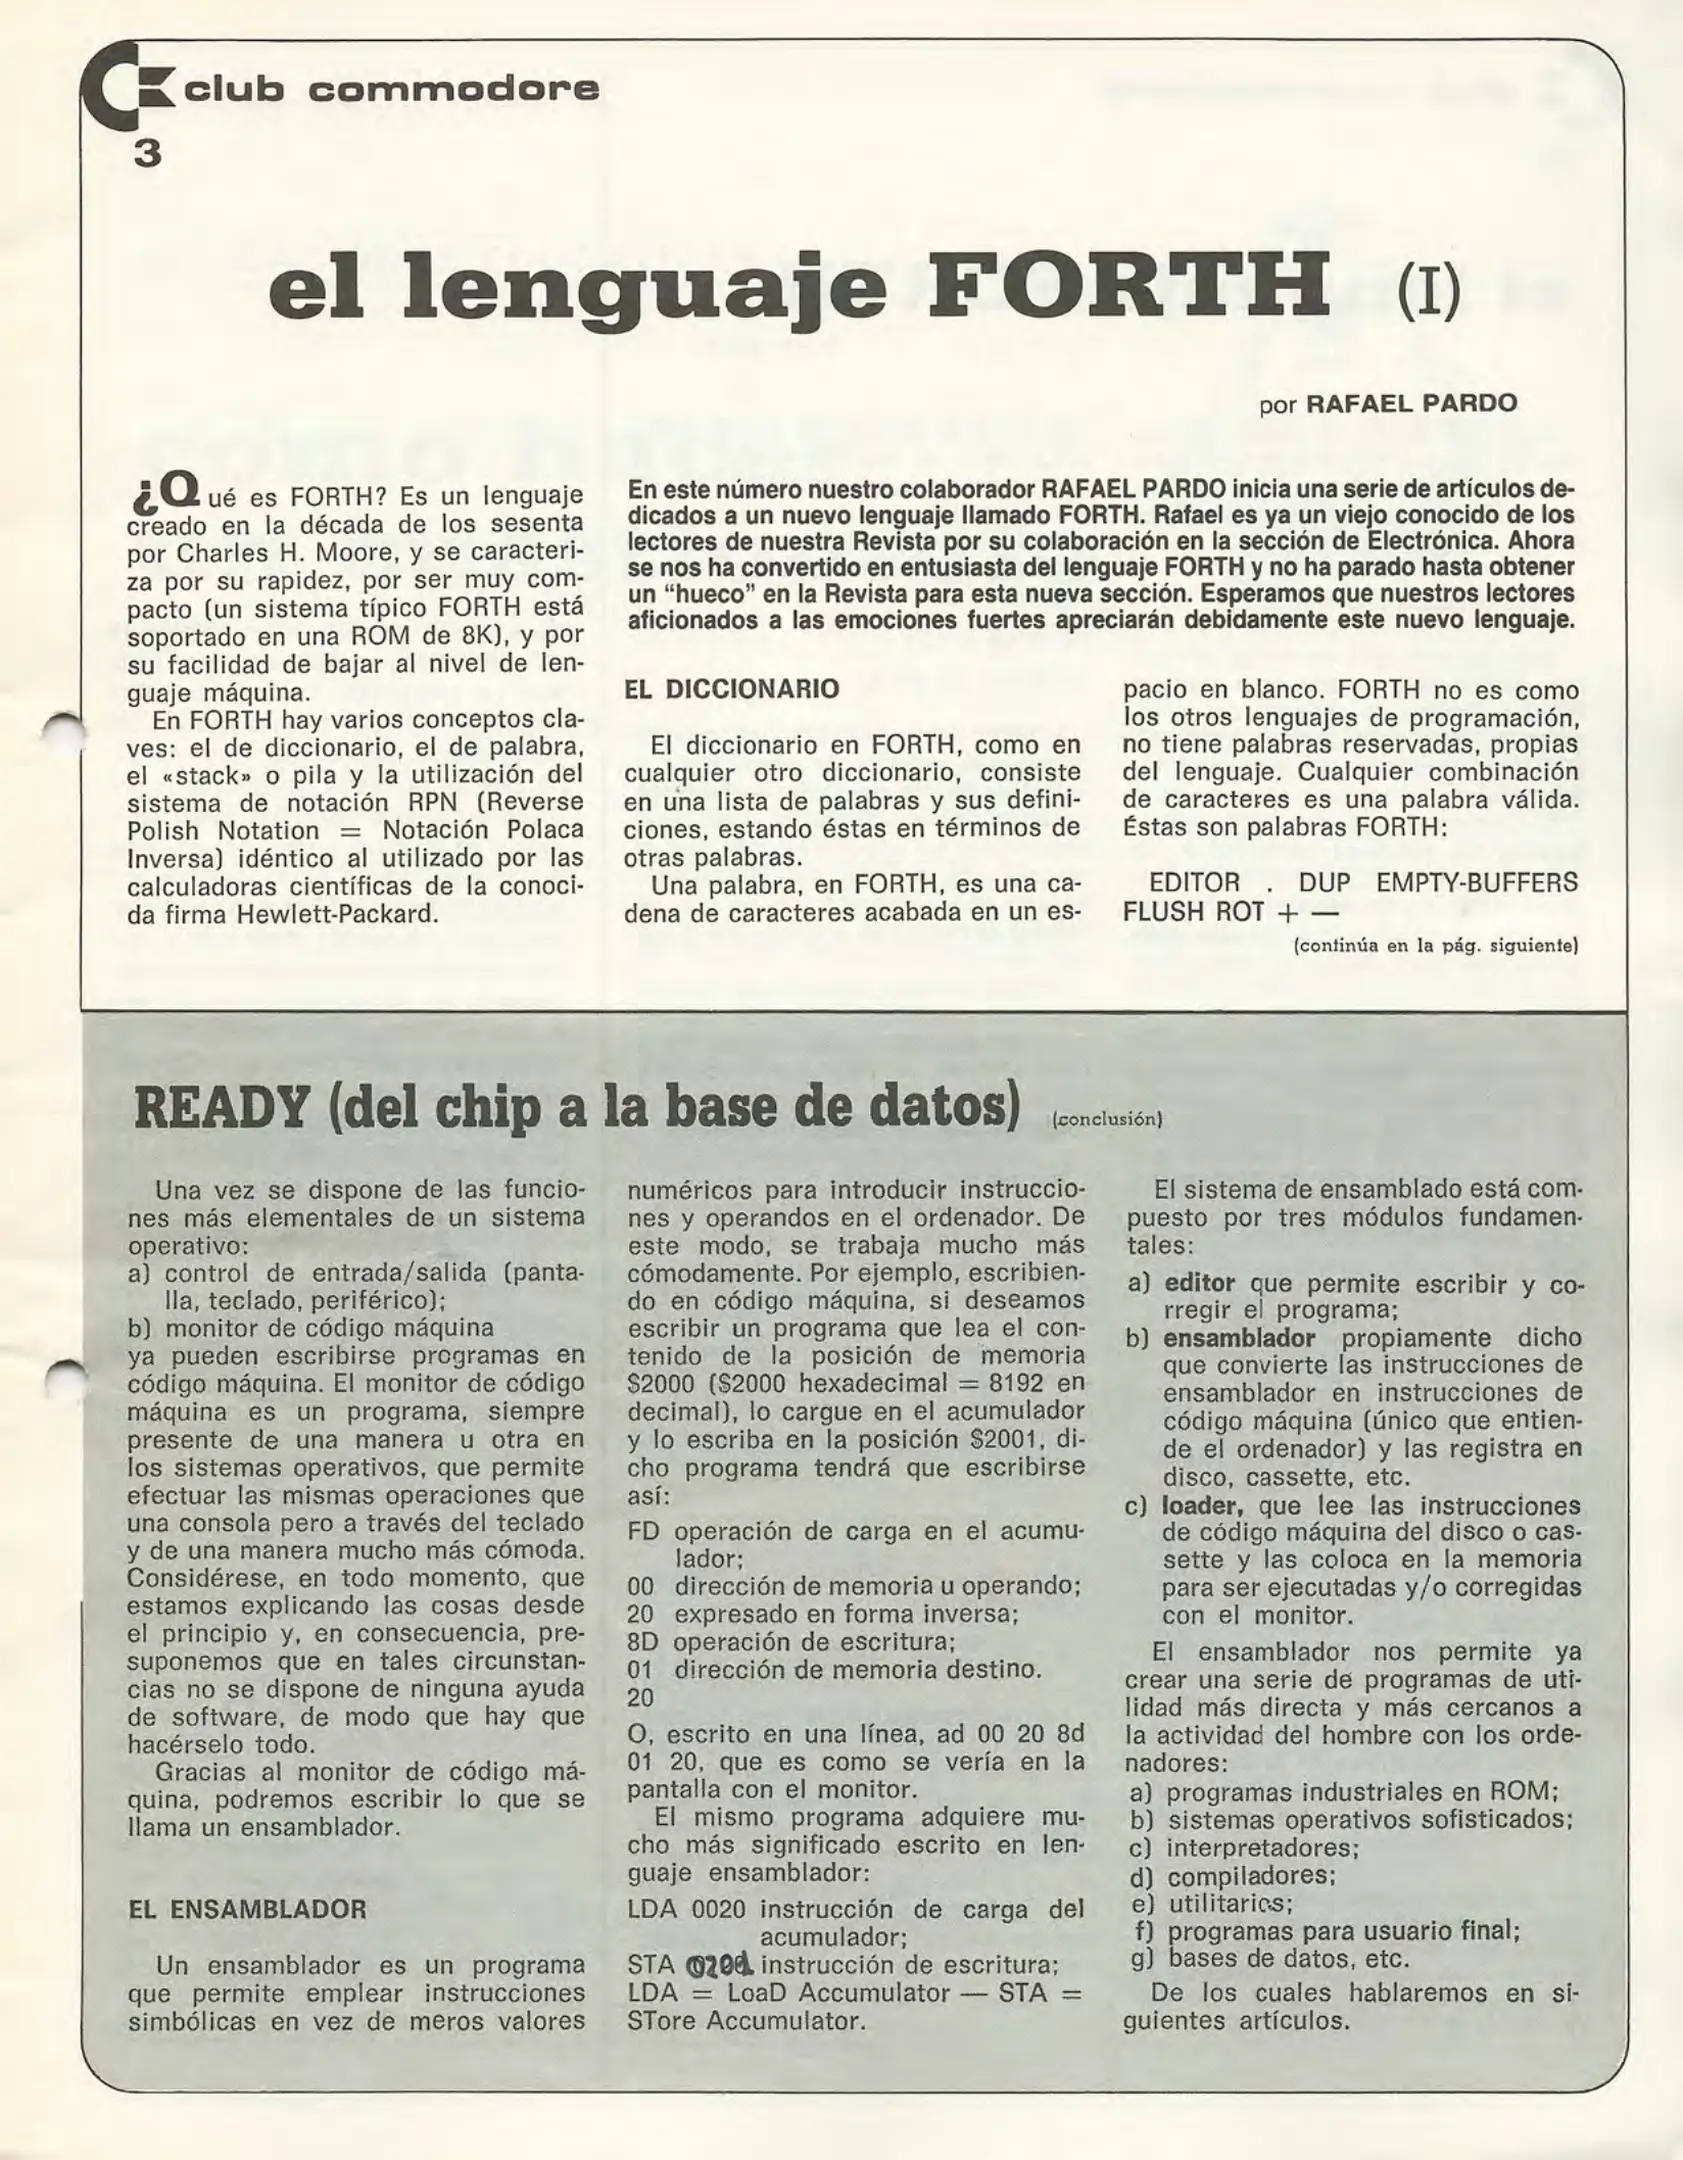 club commodore
3
el lenguaje FORTH (I)
por RAFAEL PARDO
¿Qué es FORTH? Es un lenguaje
creado en la década de los sesenta
por Charles H. Moore, y se caracteri-
za por su rapidez, por ser muy com-
pacto (un sistema típico FORTH está
soportado en una ROM de 8K), y por
su facilidad de bajar al nivel de len-
guaje máquina.
En FORTH hay varios conceptos cla-
ves: el de diccionario, el de palabra,
el «stack» o pila y la utilización del
sistema de notación RPN (Reverse
Polish Notation = Notación Polaca
Inversa) idéntico al utilizado por las
calculadoras científicas de la conoci-
da firma Hewlett-Packard.
En este número nuestro colaborador RAFAEL PARDO inicia una serie de artículos de-
dicados a un nuevo lenguaje llamado FORTH. Rafael es ya un viejo conocido de los
lectores de nuestra Revista por su colaboración en la sección de Electrónica. Ahora
se nos ha convertido en entusiasta del lenguaje FORTH y no ha parado hasta obtener
un “hueco” en la Revista para esta nueva sección. Esperamos que nuestros lectores
aficionados a las emociones fuertes apreciarán debidamente este nuevo lenguaje.
EL DICCIONARIO
El diccionario en FORTH, como en
cualquier otro diccionario, consiste
en una lista de palabras y sus defini-
ciones, estando éstas en términos de
otras palabras.
Una palabra, en FORTH, es una ca-
dena de caracteres acabada en un es-
pacio en blanco. FORTH no es como
los otros lenguajes de programación,
no tiene palabras reservadas, propias
del lenguaje. Cualquier combinación
de caracteres es una palabra válida.
Éstas son palabras FORTH:
EDITOR . DUP EMPTY-BUFFERS
FLUSH ROT + —
(continúa en la pág. siguiente)
READY (del chip a la base de datos) (conclusión)
Una vez se dispone de las funcio-
nes más elementales de un sistema
operativo:
a) control de entrada/salida (panta-
lla, teclado, periférico);
b) monitor de código máquina
ya pueden escribirse programas en
código máquina. El monitor de código
máquina es un programa, siempre
presente de una manera u otra en
los sistemas operativos, que permite
efectuar las mismas operaciones que
una consola pero a través del teclado
y de una manera mucho más cómoda.
Considérese, en todo momento, que
estamos explicando las cosas desde
el principio y, en consecuencia, pre-
suponemos que en tales circunstan-
cias no se dispone de ninguna ayuda
de software, de modo que hay que
hacérselo todo.
Gracias al monitor de código má-
quina, podremos escribir lo que se
llama un ensamblador.
EL ENSAMBLADOR
Un ensamblador es un programa
que permite emplear instrucciones
simbólicas en vez de meros valores
numéricos para introducir instruccio-
nes y operandos en el ordenador. De
este modo, se trabaja mucho más
cómodamente. Por ejemplo, escribien-
do en código máquina, si deseamos
escribir un programa que lea el con-
tenido de la posición de memoria
$2000 ($2000 hexadecimal = 8192 en
decimal), lo cargue en el acumulador
y lo escriba en la posición $2001, di-
cho programa tendrá que escribirse
así:
FD operación de carga en el acumu-
lador;
00 dirección de memoria u operando;
20 expresado en forma inversa;
8D operación de escritura;
01 dirección de memoria destino.
20
O, escrito en una línea, ad 00 20 8d
01 20, que es como se vería en la
pantalla con el monitor.
El mismo programa adquiere mu-
cho más significado escrito en len-
guaje ensamblador:
LDA 0020 instrucción de carga del
acumulador;
STA instrucción de escritura;
LDA = LoaD Accumulator — STA =
STore Accumulator.
El sistema de ensamblado está com-
puesto por tres módulos fundamen-
tales:
a) editor que permite escribir y co-
rregir el programa;
b) ensamblador propiamente dicho
que convierte las instrucciones de
ensamblador en instrucciones de
código máquina (único que entien-
de el ordenador) y las registra en
disco, cassette, etc.
c) loader, que lee las instrucciones
de código máquina del disco o cas-
sette y las coloca en la memoria
para ser ejecutadas y/o corregidas
con el monitor.
El ensamblador nos permite ya
crear una serie de programas de uti-
lidad más directa y más cercanos a
la actividad del hombre con los orde-
nadores:
a) programas industriales en ROM;
b) sistemas operativos sofisticados;
c) interpretadores;
d) compiladores;
e) utilitarios;
f) programas para usuario final;
g) bases de datos, etc.
De los cuales hablaremos en si-
guientes artículos.